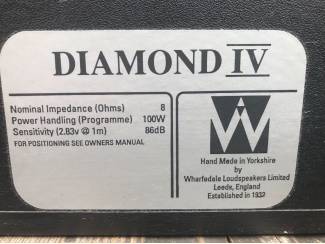 DIAMOND IV
Nominal Impedance (Ohms) 8
Power Handling (Programme) 100W
Sensitivity (2.83v @ 1m) 86dB
FOR POSITIONING SEE OWNERS MANUAL
W
Hand Made in Yorkshire
by
Wharfedale Loudspeakers Limited
Leeds, England
Established in 1932